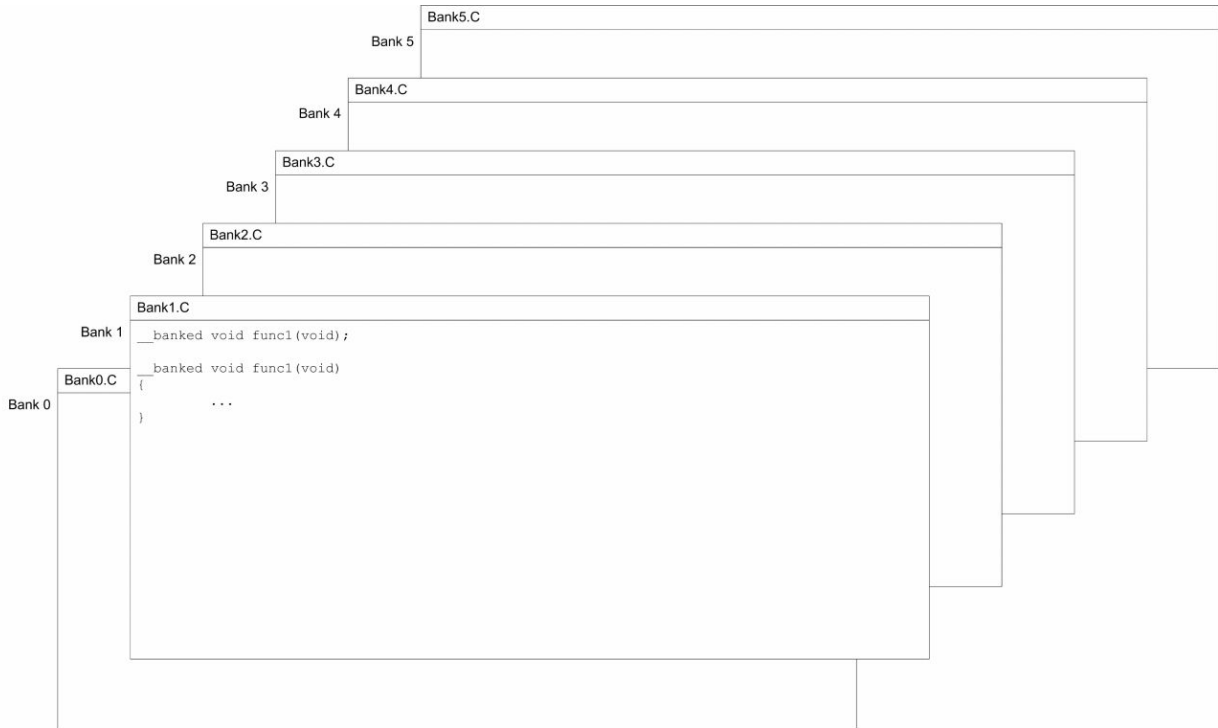 Bank5.C
Bank 5
Bank4.C
Bank 4
Bank3.C
Bank 3
Bank2.C
Bank 2
Bank1.C
Bank 1
__banked void func1(void);
__banked void func1(void)
{
...
}
Bank0.C
Bank 0